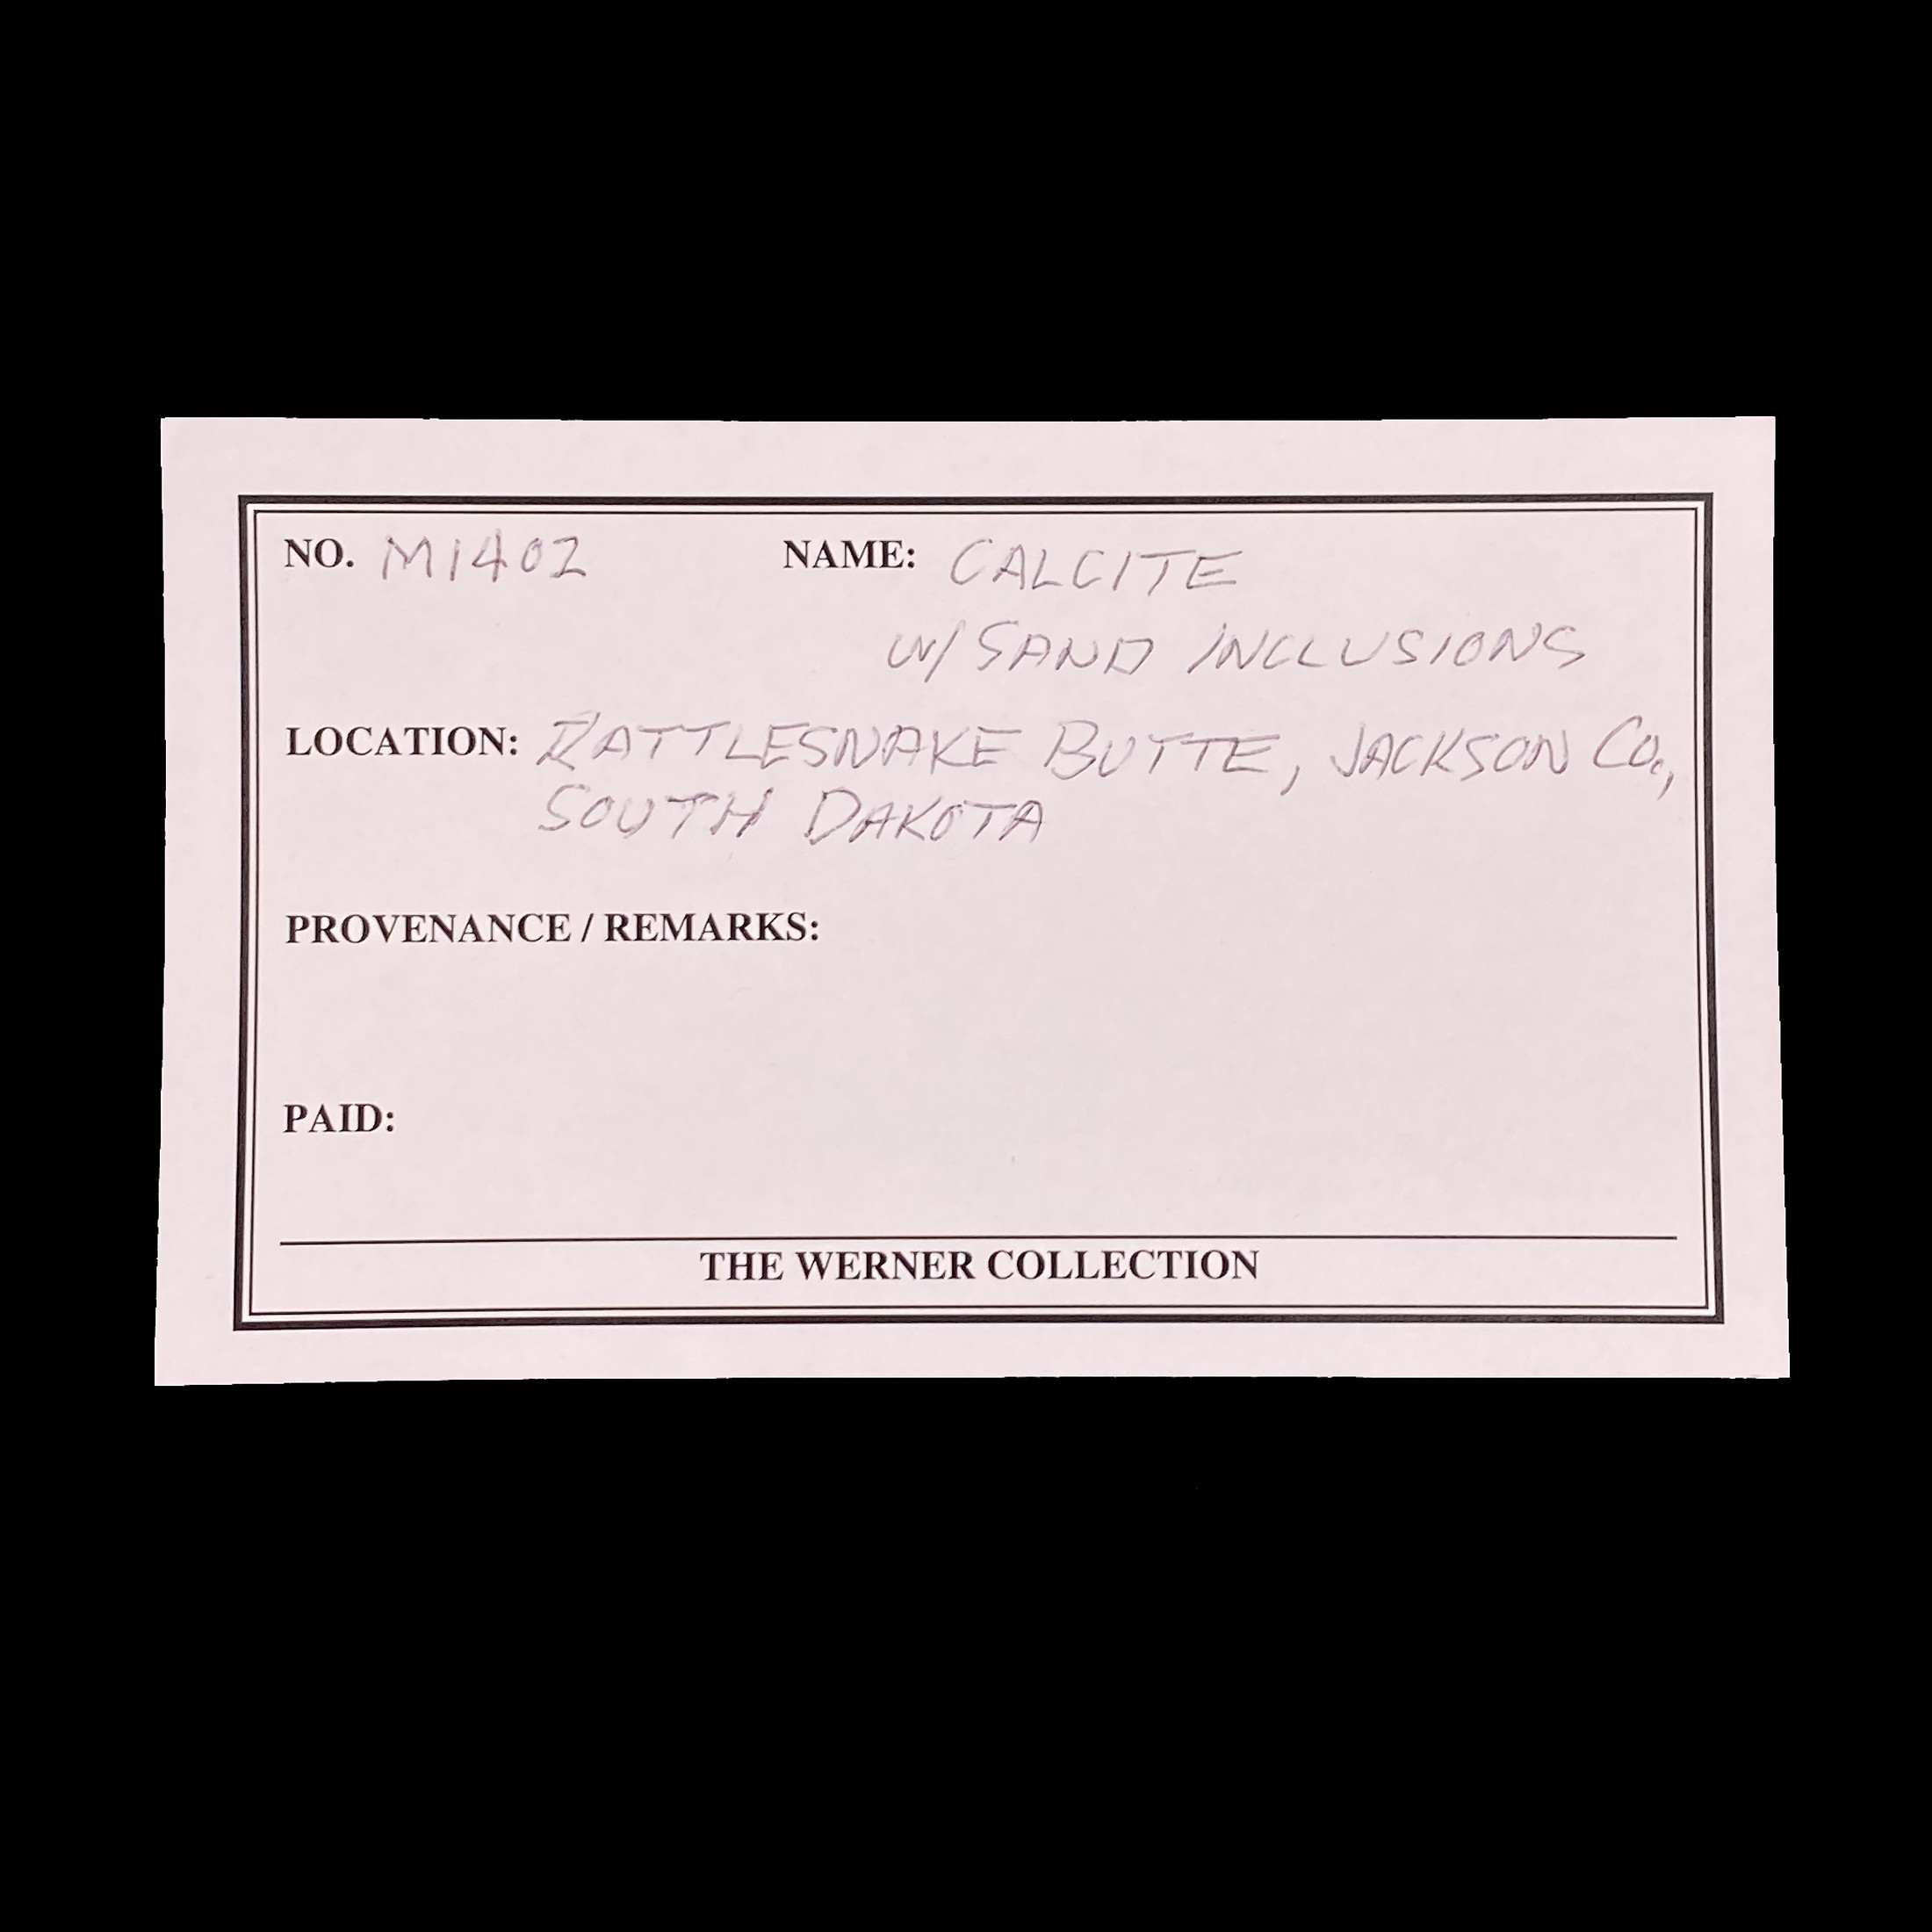 NO. M1402 NAME: CALCITE
W/ SAND INCLUSIONS
LOCATION: RATTLESNAKE BUTTE, JACKSON CO.,
SOUTH DAKOTA
PROVENANCE / REMARKS:
PAID:
THE WERNER COLLECTION